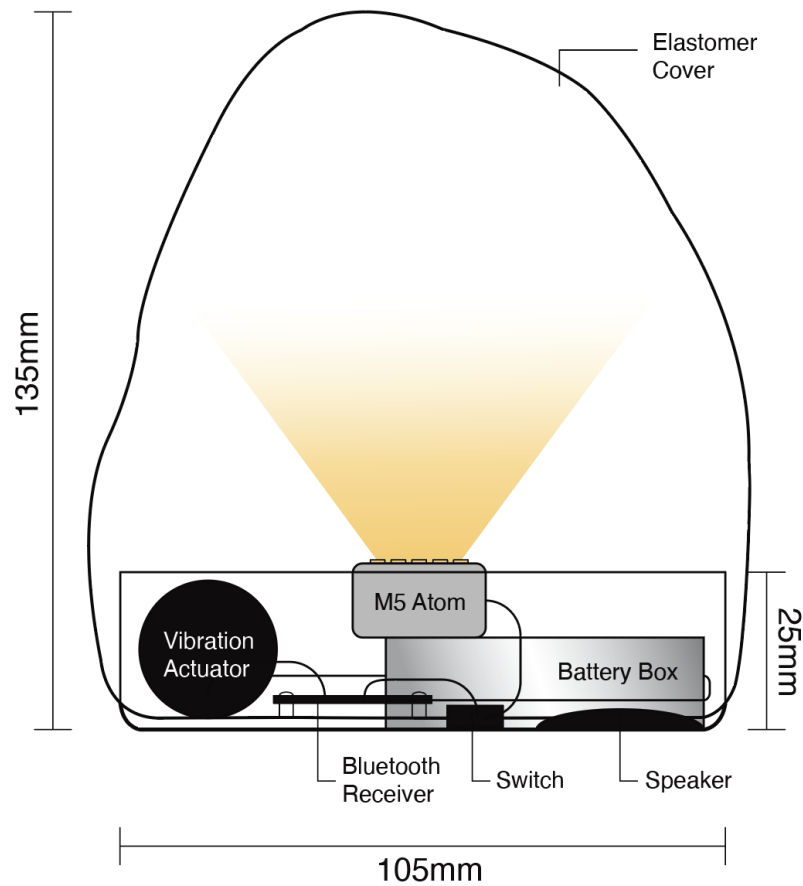 Elastomer
Cover
135mm
M5 Atom
25mm
Vibration
Actuator
Battery Box
Bluetooth
Receiver
Switch
Speaker
105mm